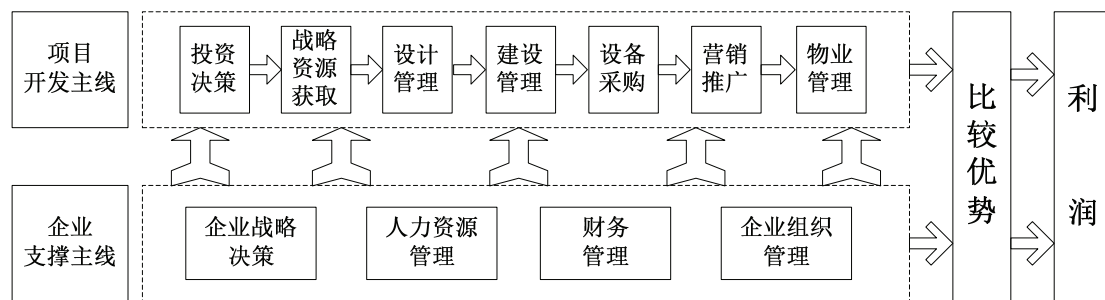 项目
开发主线
投资
决策
战略
资源
获取
设计
管理
建设
管理
设备
采购
营销
推广
物业
管理
企业
支撑主线
企业战略
决策
人力资源
管理
财务
管理
企业组织
管理
比较优势
利润